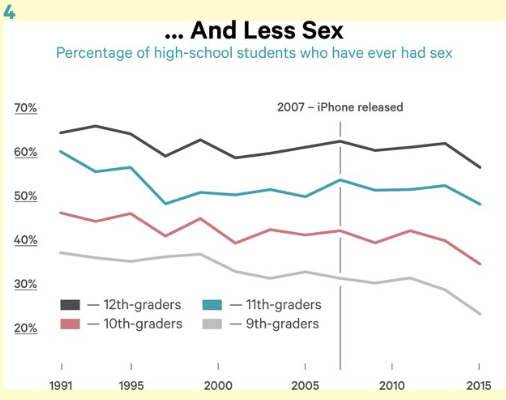 4
... And Less Sex
Percentage of high-school students who have ever had sex
2007 – iPhone released
70%
60%
50%
40%
30%
20%
— 12th-graders — 11th-graders
— 10th-graders — 9th-graders
1991 1995 2000 2005 2010 2015